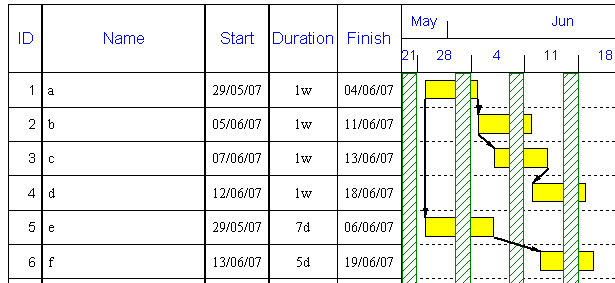 May Jun
ID Name Start Duration Finish
21 28 4 11 18
1 a 29/05/07 1w 04/06/07
2 b 05/06/07 1w 11/06/07
3 c 07/06/07 1w 13/06/07
4 d 12/06/07 1w 18/06/07
5 e 29/05/07 7d 06/06/07
6 f 13/06/07 5d 19/06/07